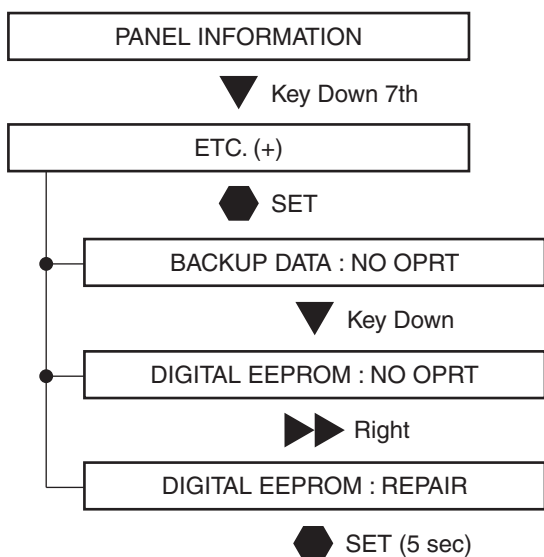 PANEL INFORMATION
Key Down 7th
ETC. (+)
SET
BACKUP DATA : NO OPRT
Key Down
DIGITAL EEPROM : NO OPRT
Right
DIGITAL EEPROM : REPAIR
SET (5 sec)